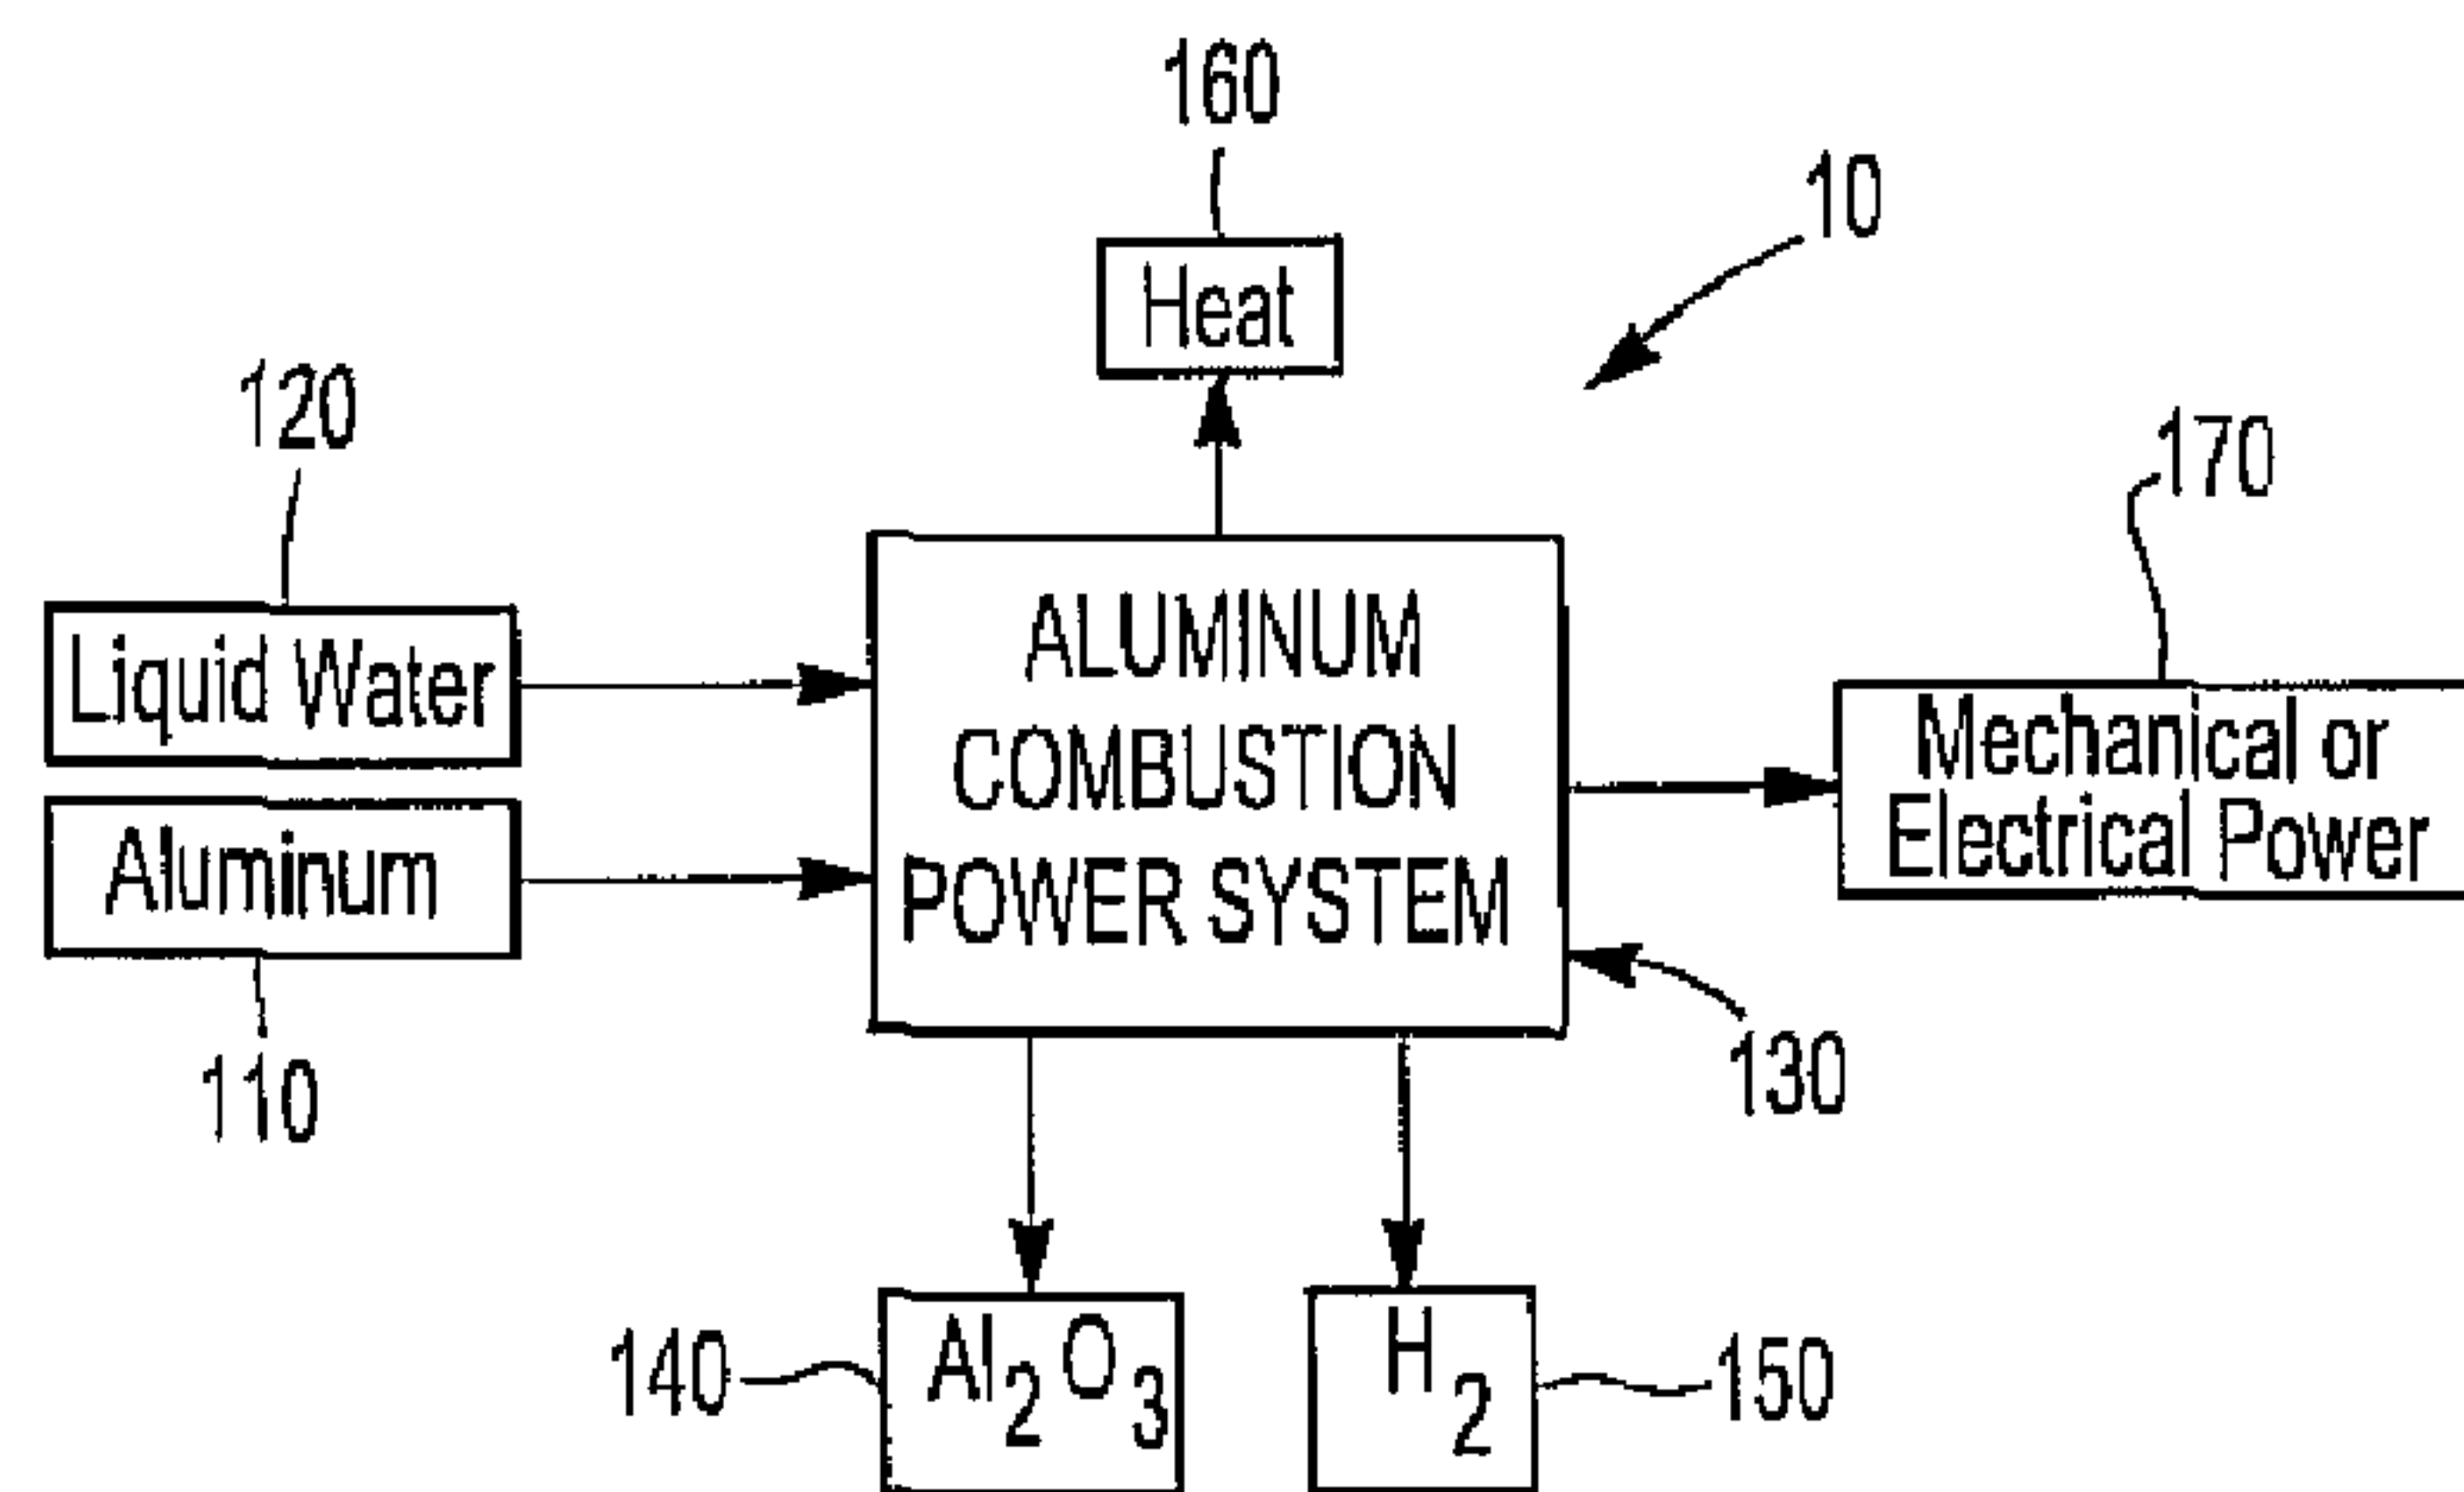 160
10
Heat
120
170
Liquid Water
ALUMINUM
COMBUSTION
POWER SYSTEM
Mechanical or
Electrical Power
Aluminum
110
130
140
Al2O3
H2
150